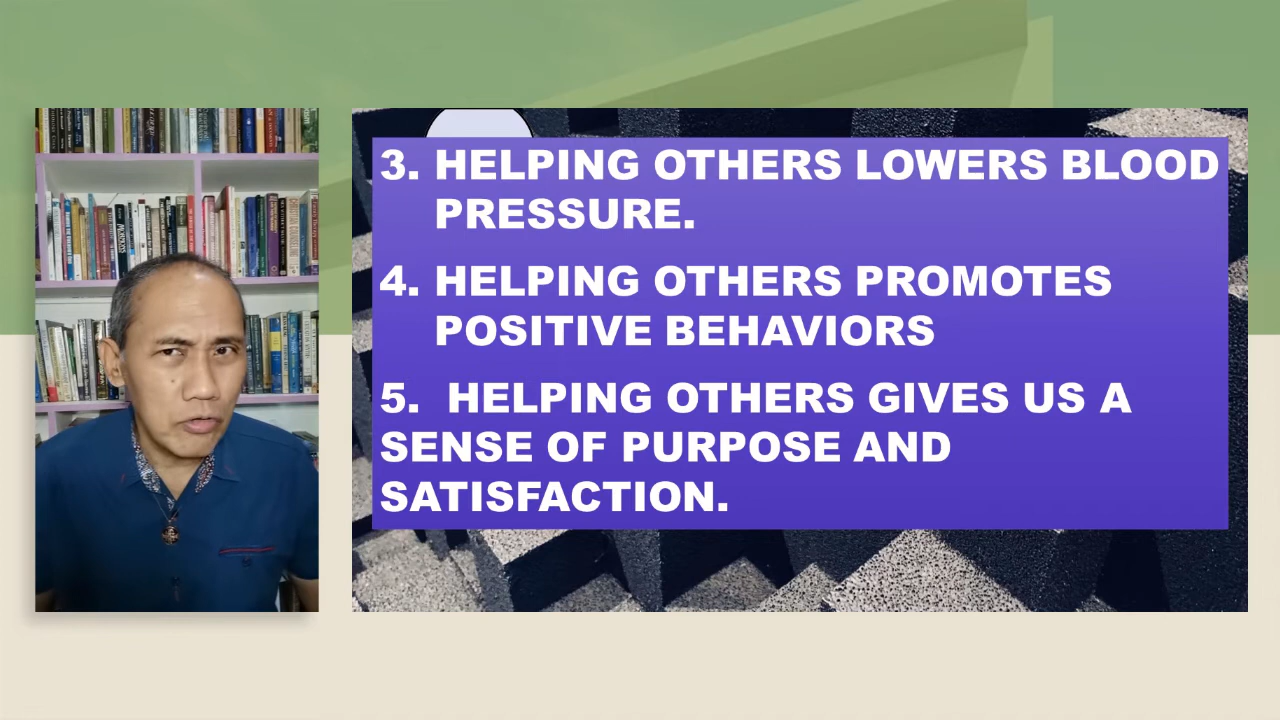 3. HELPING OTHERS LOWERS BLOOD
PRESSURE.
4. HELPING OTHERS PROMOTES
POSITIVE BEHAVIORS
5. HELPING OTHERS GIVES US A
SENSE OF PURPOSE AND
SATISFACTION.